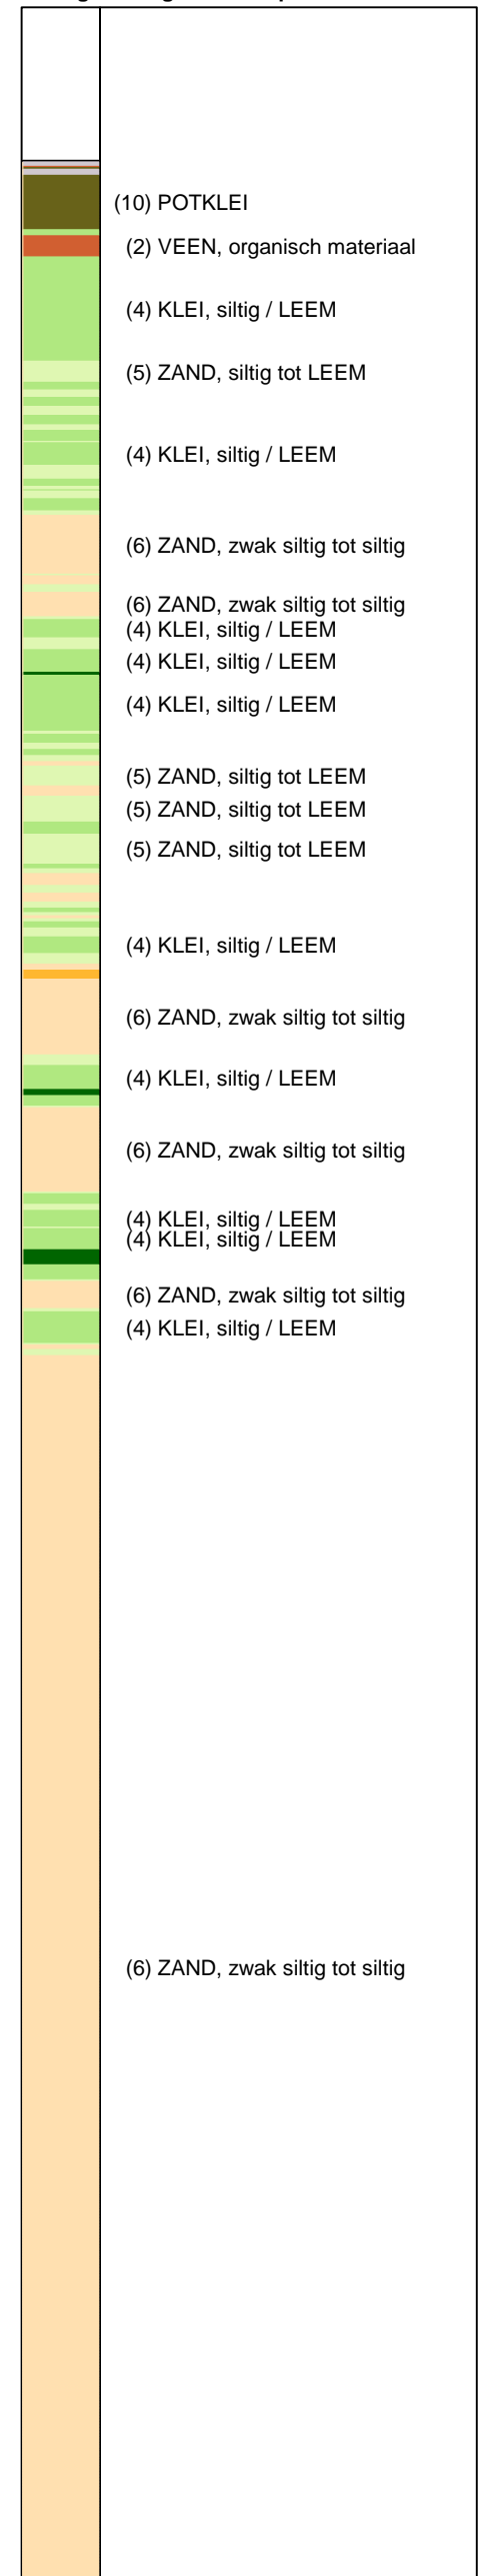 (10) POTKLEI
(2) VEEN, organisch materiaal
(4) KLEI, siltig / LEEM
(5) ZAND, siltig tot LEEM
(4) KLEI, siltig / LEEM
(6) ZAND, zwak siltig tot siltig
(6) ZAND, zwak siltig tot siltig
(4) KLEI, siltig / LEEM
(4) KLEI, siltig / LEEM
(4) KLEI, siltig / LEEM
(5) ZAND, siltig tot LEEM
(5) ZAND, siltig tot LEEM
(5) ZAND, siltig tot LEEM
(4) KLEI, siltig / LEEM
(6) ZAND, zwak siltig tot siltig
(4) KLEI, siltig / LEEM
(6) ZAND, zwak siltig tot siltig
(4) KLEI, siltig / LEEM
(4) KLEI, siltig / LEEM
(6) ZAND, zwak siltig tot siltig
(4) KLEI, siltig / LEEM
(6) ZAND, zwak siltig tot siltig